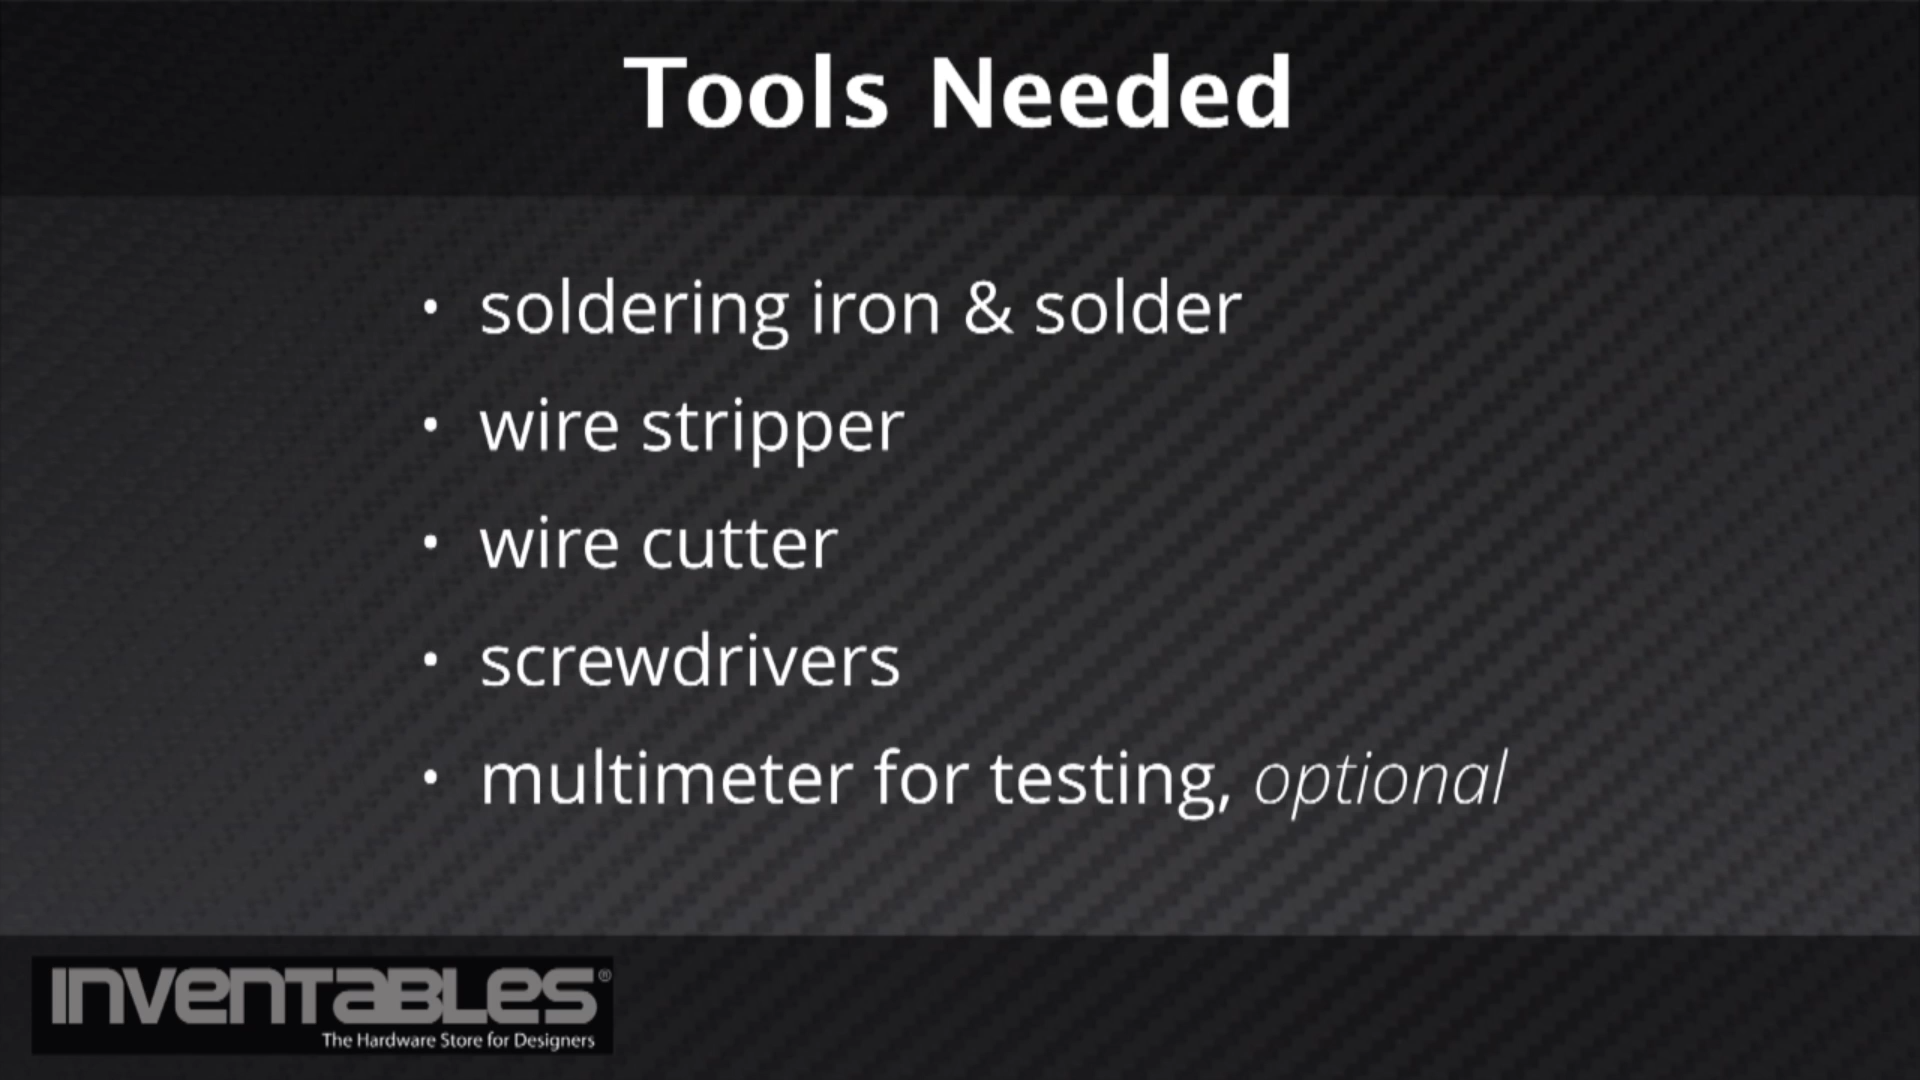 Tools Needed
• soldering iron & solder
• wire stripper
• wire cutter
• screwdrivers
• multimeter for testing, optional
INVENTABLES®
The Hardware Store for Designers